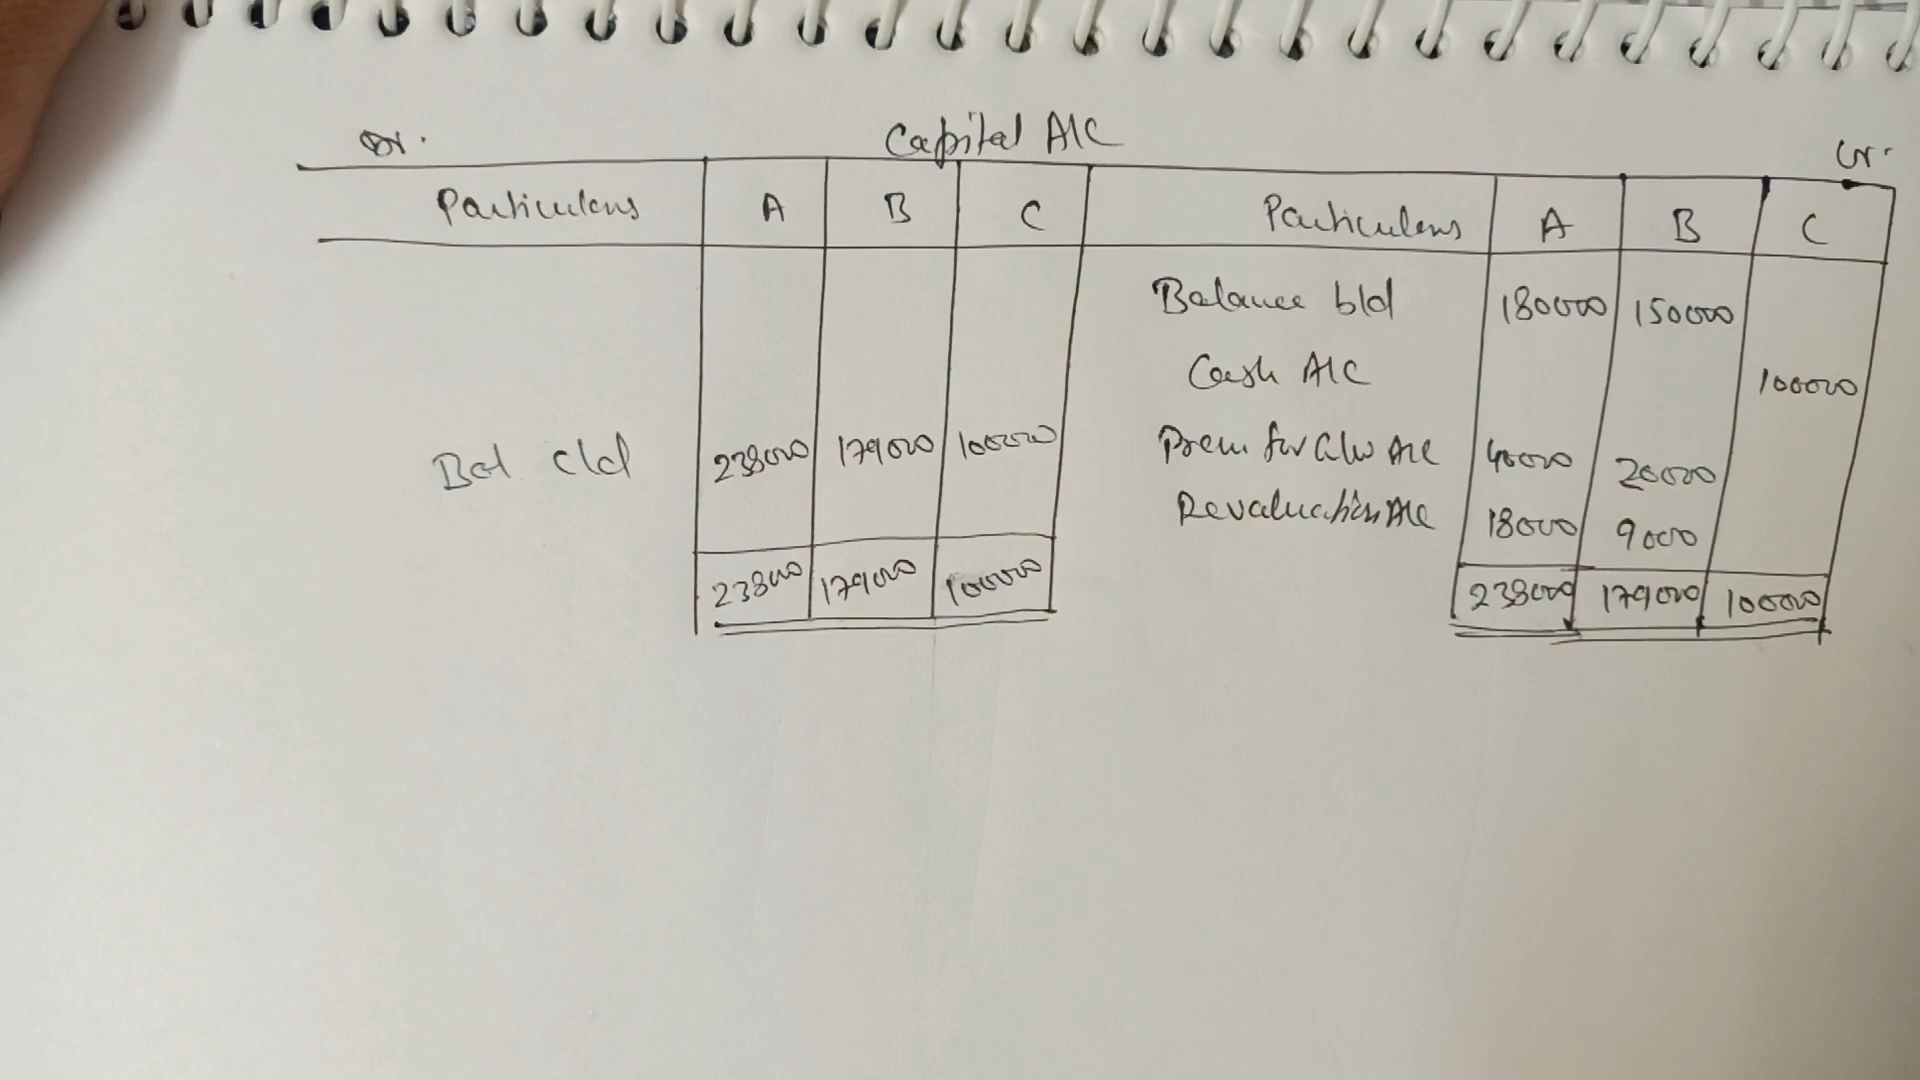 Dr. Capital A/C Cr.
Particulars A B C Particulars A B C
Balance b/d 180000 150000
Cash A/C 100000
Bal c/d 238000 179000 100000 Prem for G/w A/c 40000 20000
Revaluation A/c 18000 9000
238000 179000 100000 238000 179000 100000